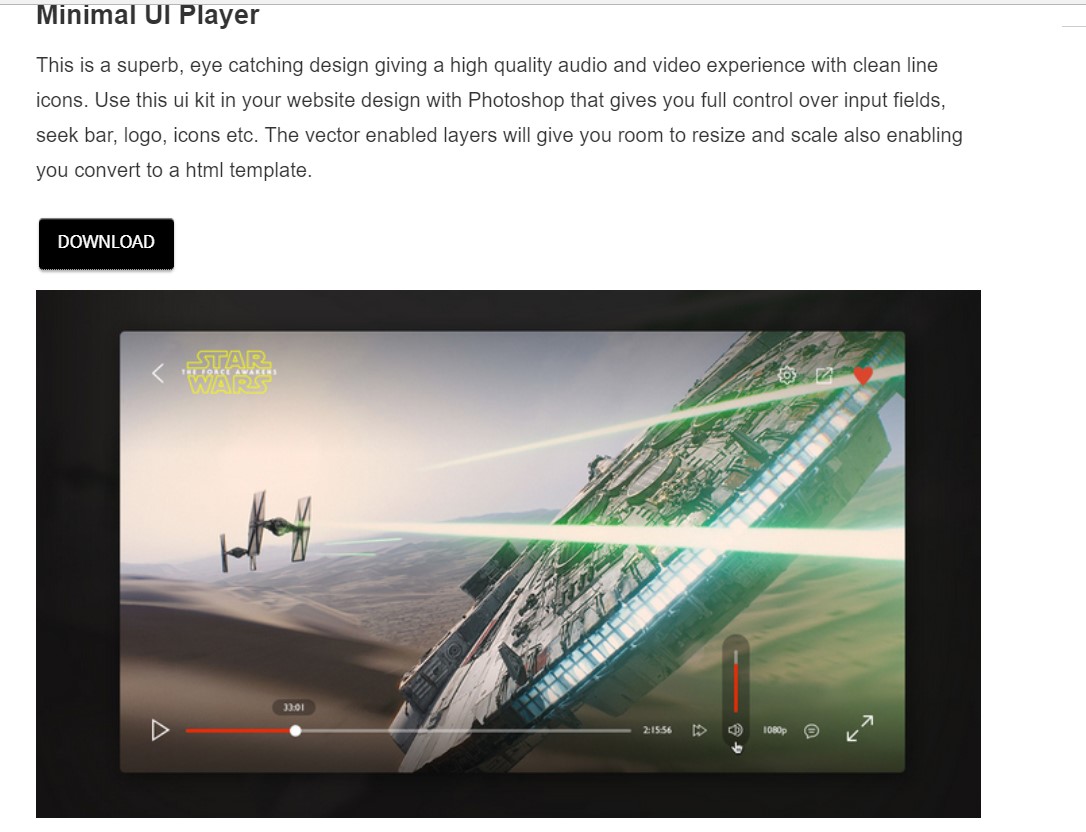 Minimal UI Player
This is a superb, eye catching design giving a high quality audio and video experience with clean line
icons. Use this ui kit in your website design with Photoshop that gives you full control over input fields,
seek bar, logo, icons etc. The vector enabled layers will give you room to resize and scale also enabling
you convert to a html template.
DOWNLOAD
STAR
THE FORCE AWAKENS
WARS
33:01
2:15:56
1080p